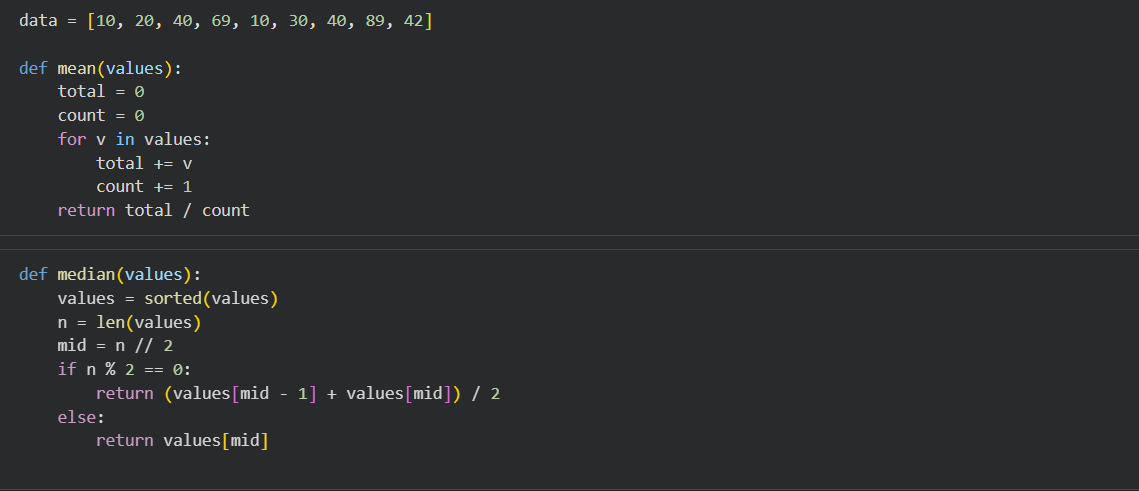 data = [10, 20, 40, 69, 10, 30, 40, 89, 42]
def mean(values):
    total = 0
    count = 0
    for v in values:
        total += v
        count += 1
    return total / count
def median(values):
    values = sorted(values)
    n = len(values)
    mid = n // 2
    if n % 2 == 0:
        return (values[mid - 1] + values[mid]) / 2
    else:
        return values[mid]